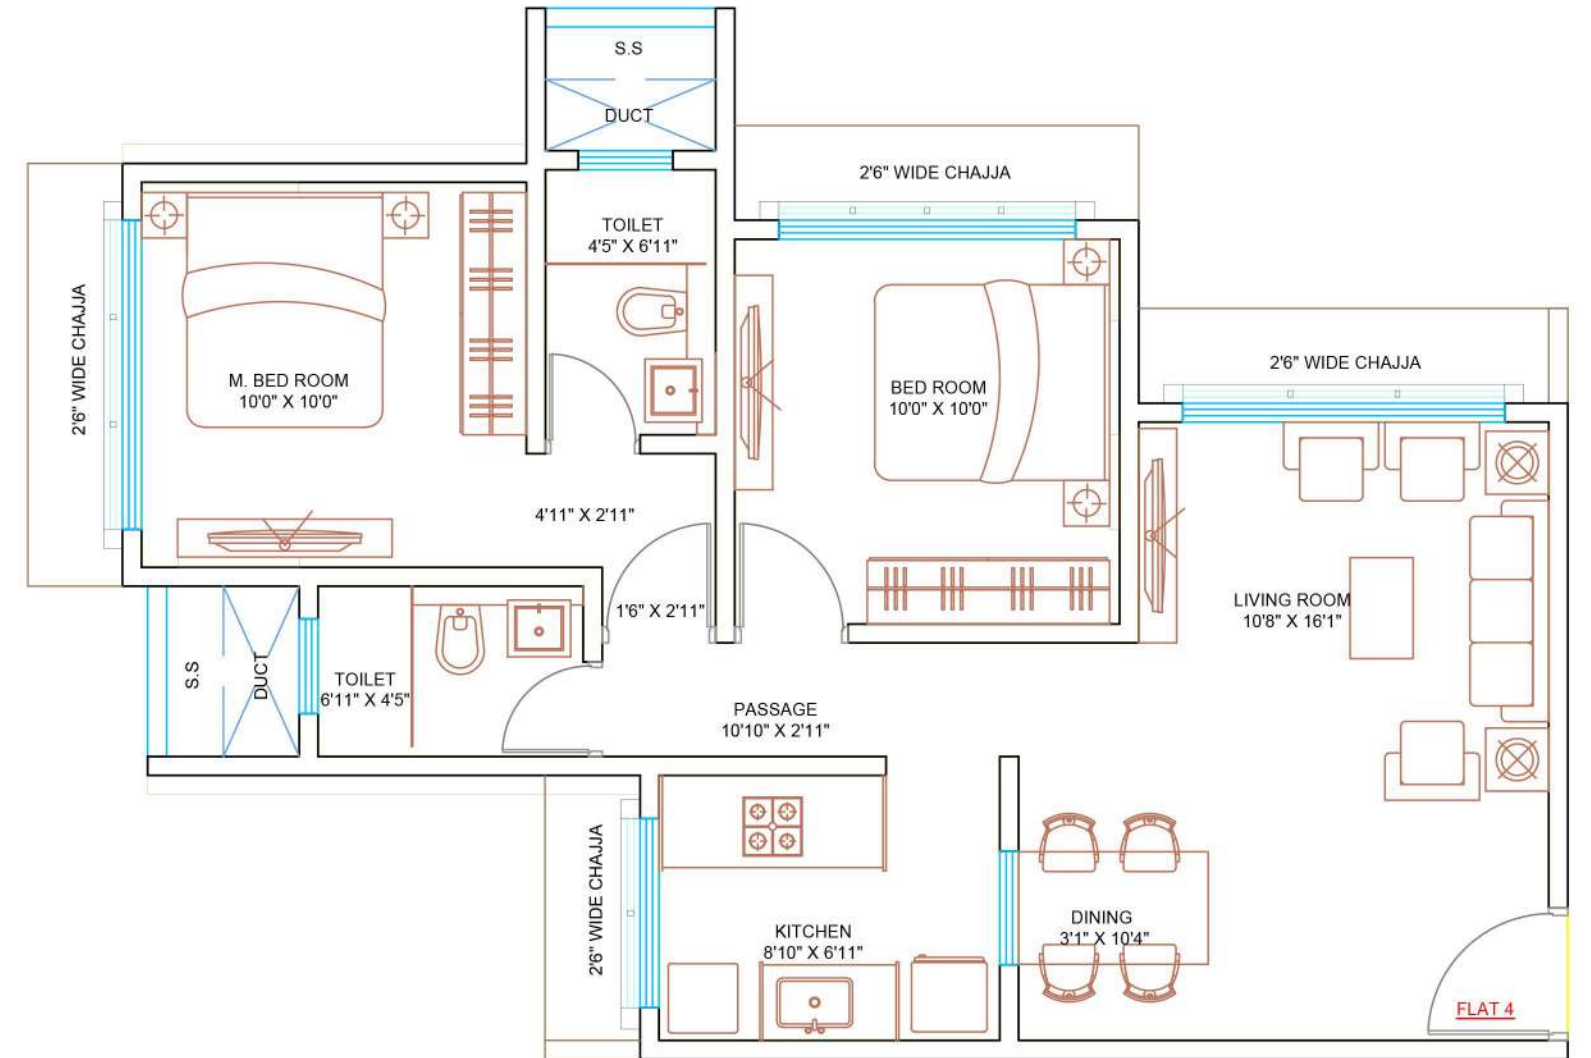 S.S
DUCT
2'6" WIDE CHAJJA
TOILET
4'5" X 6'11"
2'6" WIDE CHAJJA
2'6" WIDE CHAJJA
M. BED ROOM
10'0" X 10'0"
BED ROOM
10'0" X 10'0"
4'11" X 2'11"
1'6" X 2'11"
LIVING ROOM
10'8" X 16'1"
S.S
DUCT
TOILET
6'11" X 4'5"
PASSAGE
10'10" X 2'11"
2'6" WIDE CHAJJA
KITCHEN
8'10" X 6'11"
DINING
3'1" X 10'4"
FLAT 4